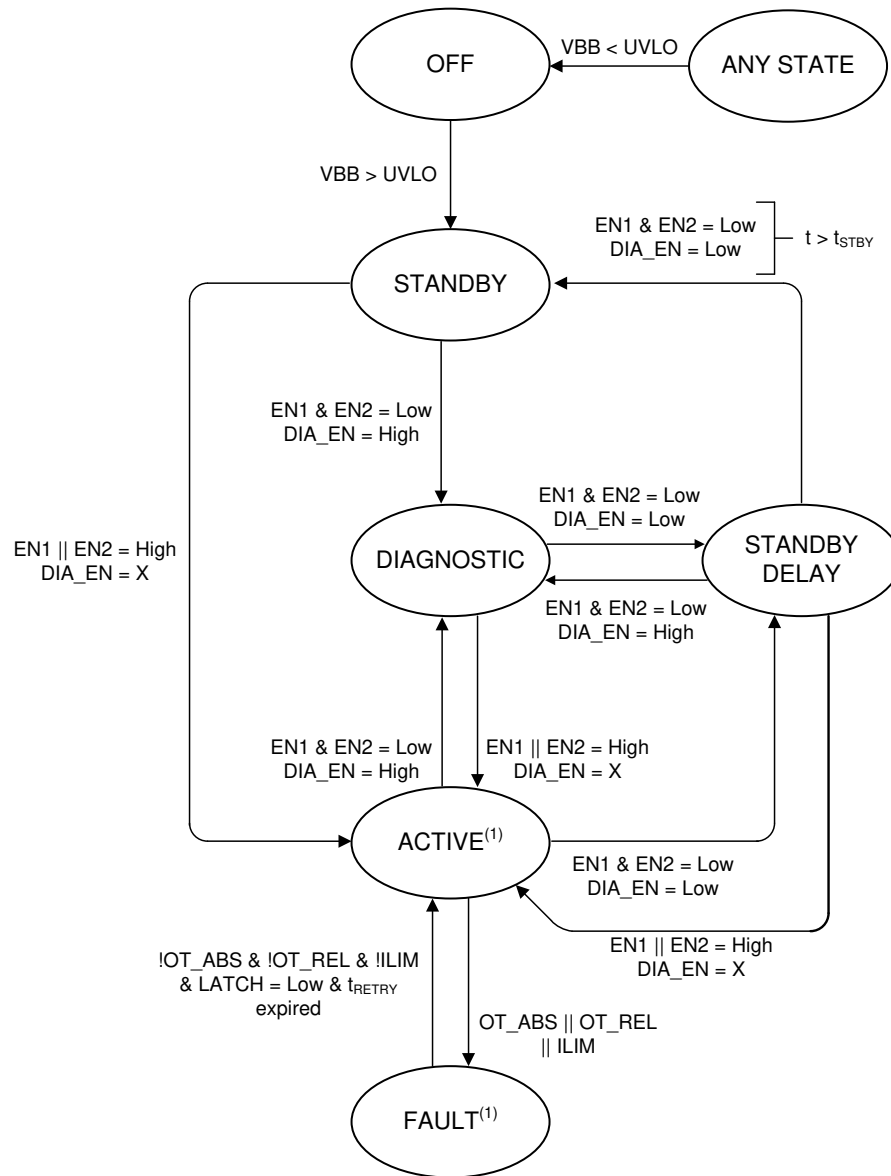 VBB < UVLO
OFF
ANY STATE
VBB > UVLO
EN1 & EN2 = Low
DIA_EN = Low
t > tSTBY
STANDBY
EN1 & EN2 = Low
DIA_EN = High
EN1 & EN2 = Low
DIA_EN = Low
EN1 || EN2 = High
DIA_EN = X
DIAGNOSTIC
STANDBY
DELAY
EN1 & EN2 = Low
DIA_EN = High
EN1 & EN2 = Low
DIA_EN = High
EN1 || EN2 = High
DIA_EN = X
ACTIVE(1)
EN1 & EN2 = Low
DIA_EN = Low
EN1 || EN2 = High
DIA_EN = X
!OT_ABS & !OT_REL & !ILIM
& LATCH = Low & tRETRY
expired
OT_ABS || OT_REL
|| ILIM
FAULT(1)